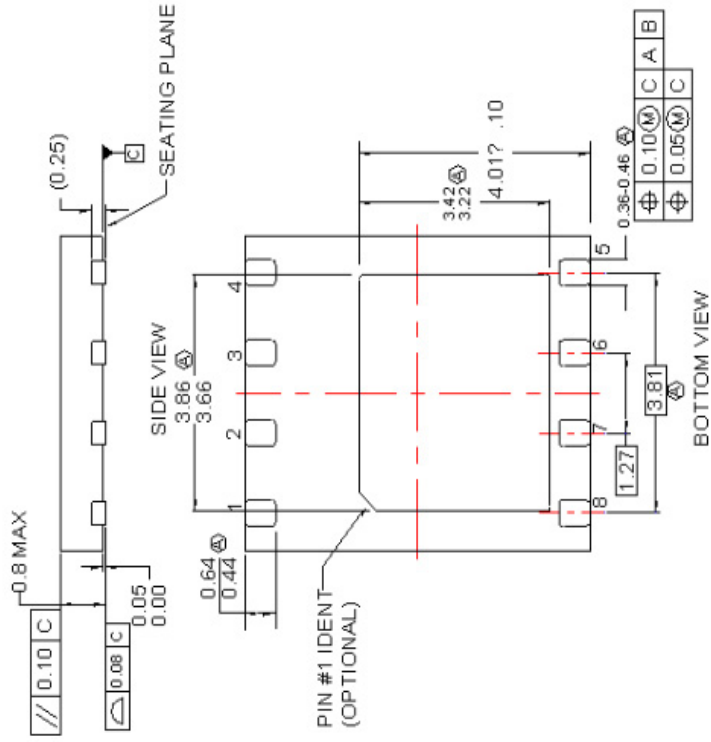 // 0.10 C
0.8 MAX
0.08 C
0.05
0.00
(0.25)
C
SEATING PLANE
SIDE VIEW
3.86 A
3.66
0.64 A
0.44
1
2
3
4
PIN #1 IDENT
(OPTIONAL)
3.42 A
3.22
4.01? .10
0.36-0.46 A
⌖ 0.10 Ⓜ C A B
⌖ 0.05 Ⓜ C
8
7
6
5
1.27
3.81
A
BOTTOM VIEW